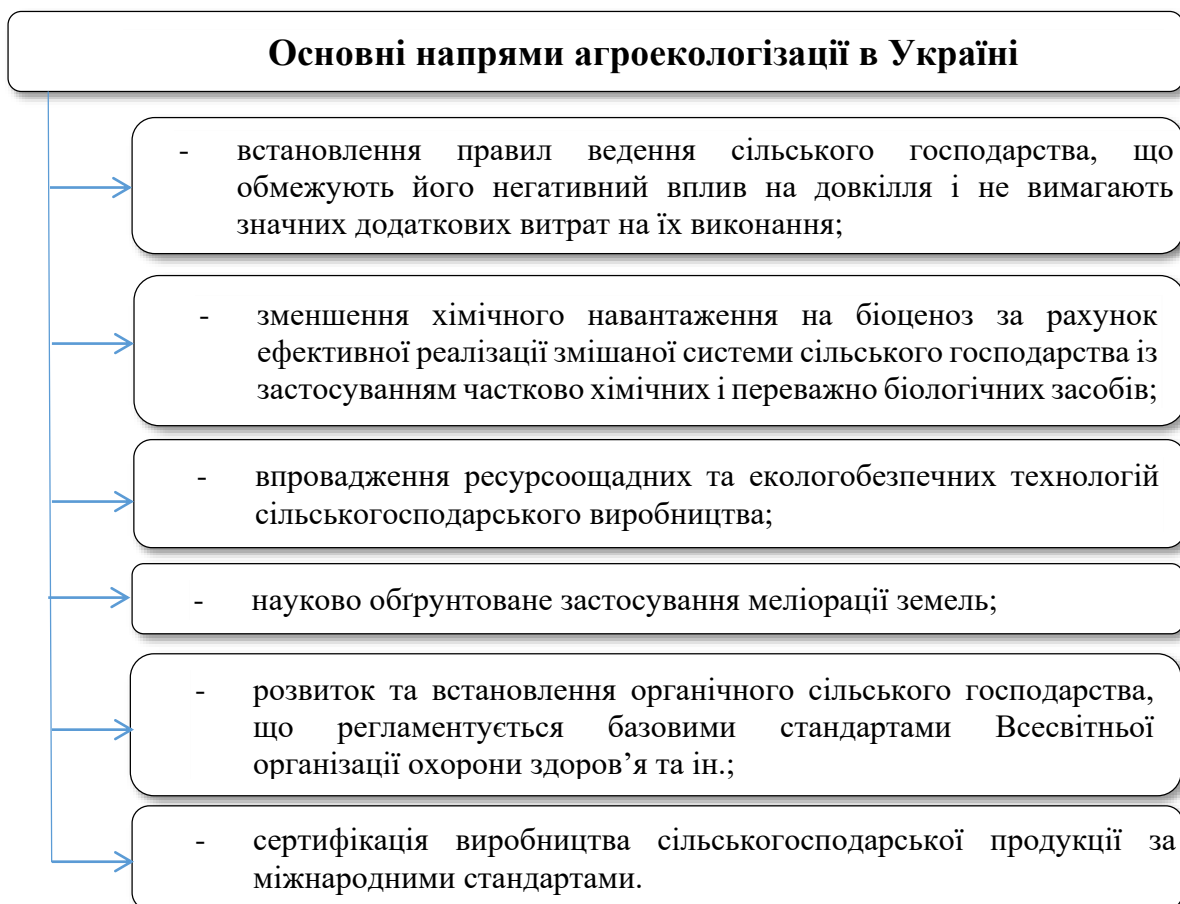 Основні напрями агроекологізації в Україні
- встановлення правил ведення сільського господарства, що
обмежують його негативний вплив на довкілля і не вимагають
значних додаткових витрат на їх виконання;
- зменшення хімічного навантаження на біоценоз за рахунок
ефективної реалізації змішаної системи сільського господарства із
застосуванням частково хімічних і переважно біологічних засобів;
- впровадження ресурсоощадних та екологобезпечних технологій
сільськогосподарського виробництва;
- науково обґрунтоване застосування меліорації земель;
- розвиток та встановлення органічного сільського господарства,
що регламентується базовими стандартами Всесвітньої
організації охорони здоров’я та ін.;
- сертифікація виробництва сільськогосподарської продукції за
міжнародними стандартами.